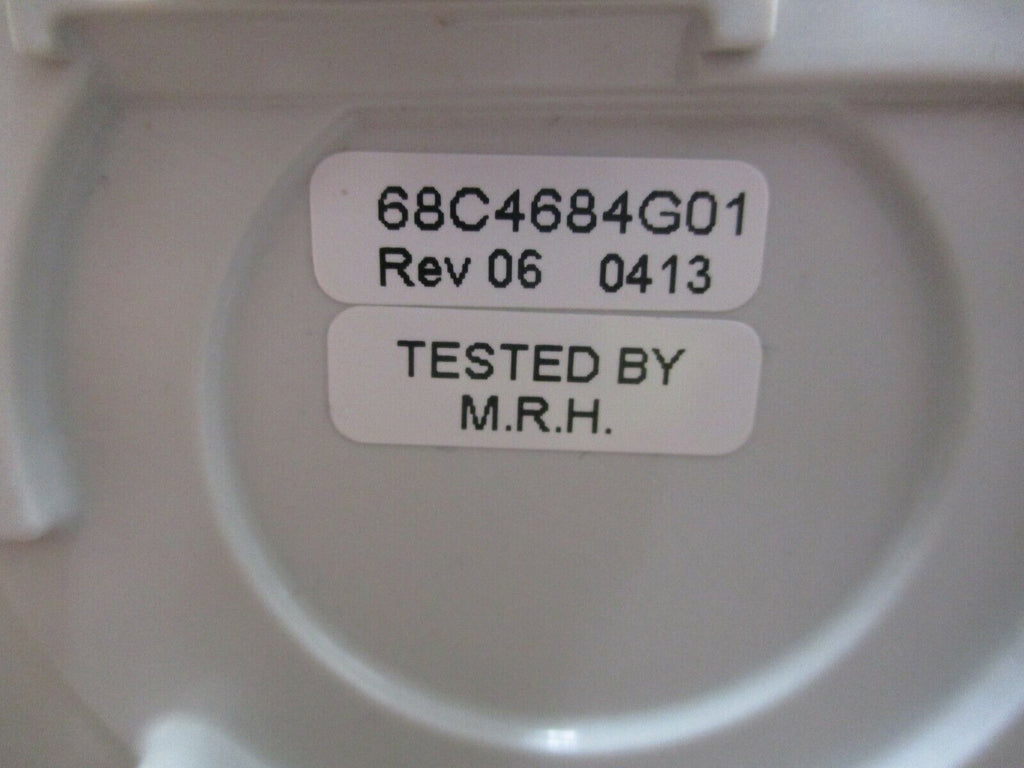 68C4684G01
Rev 06 0413
TESTED BY
M.R.H.